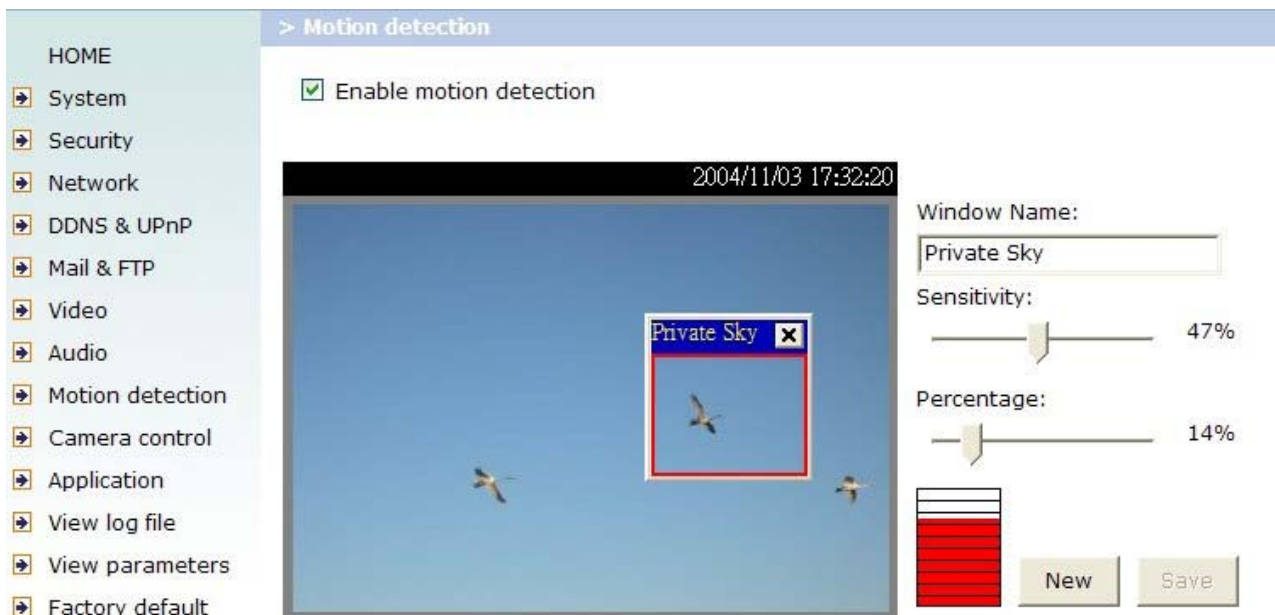 > Motion detection
HOME
System
Security
Network
DDNS & UPnP
Mail & FTP
Video
Audio
Motion detection
Camera control
Application
View log file
View parameters
Factory default
Enable motion detection
2004/11/03 17:32:20
Private Sky
Window Name:
Private Sky
Sensitivity:
47%
Percentage:
14%
New
Save